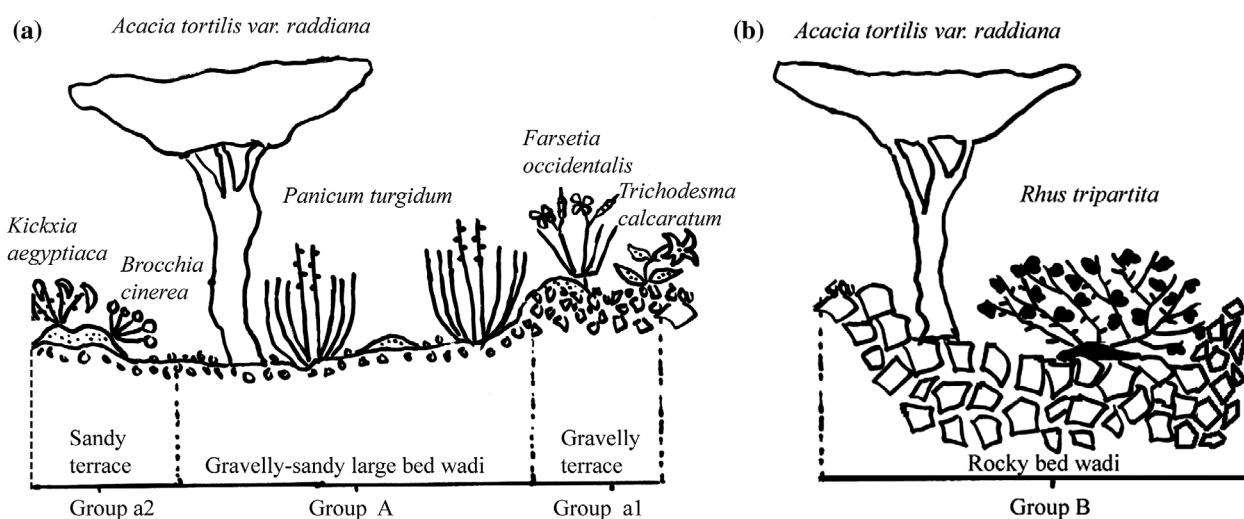 (a)
Acacia tortilis var. raddiana
Farsetia
occidentalis
Trichodesma
calcaratum
Panicum turgidum
Kickxia
aegyptiaca
Brocchia
cinerea
Sandy
terrace
Gravelly-sandy large bed wadi
Gravelly
terrace
Group a2
Group A
Group a1
(b)
Acacia tortilis var. raddiana
Rhus tripartita
Rocky bed wadi
Group B